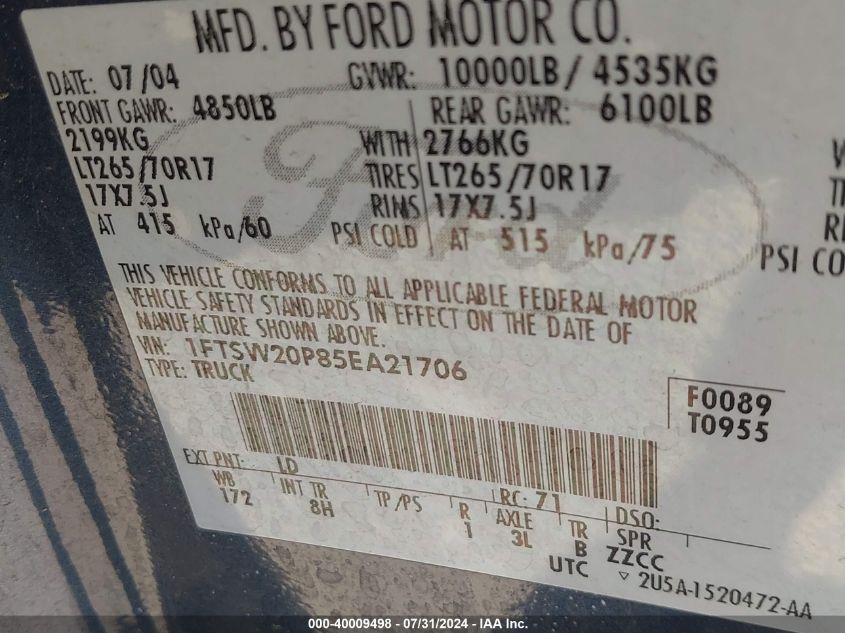 MFD. BY FORD MOTOR CO.
DATE: 07/04 GVWR: 10000LB / 4535KG
FRONT GAWR: 4850LB REAR GAWR: 6100LB
2199KG WITH 2766KG
LT265/70R17 TIRES LT265/70R17
17X7.5J RIMS 17X7.5J
AT 415 kPa/60 PSI COLD AT 515 kPa/75 PSI CO
THIS VEHICLE CONFORMS TO ALL APPLICABLE FEDERAL MOTOR
VEHICLE SAFETY STANDARDS IN EFFECT ON THE DATE OF
MANUFACTURE SHOWN ABOVE.
VIN: 1FTSW20P85EA21706
TYPE: TRUCK
F0089
T0955
EXT PNT: LD RC: 71 DSO:
WB INT TR TP/PS R AXLE TR SPR
172 8H 1 3L B ZZCC
UTC ▽ 2U5A-1520472-AA
000-40009498 - 07/31/2024 - IAAI Inc.